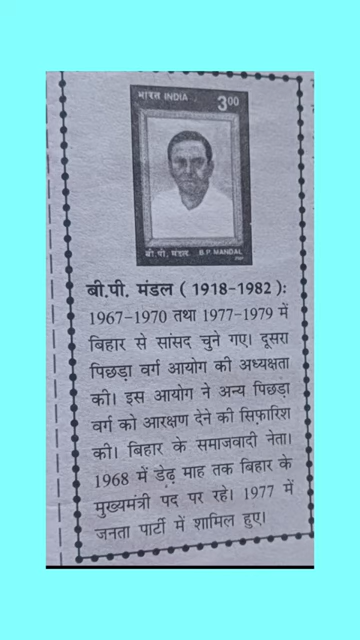 भारत INDIA 300
बी.पी. मंडल B.P. MANDAL
बी.पी. मंडल ( 1918-1982 ):
1967-1970 तथा 1977-1979 में
बिहार से सांसद चुने गए। दूसरा
पिछड़ा वर्ग आयोग की अध्यक्षता
की। इस आयोग ने अन्य पिछड़ा
वर्ग को आरक्षण देने की सिफ़ारिश
की। बिहार के समाजवादी नेता।
1968 में डेढ़ माह तक बिहार के
मुख्यमंत्री पद पर रहे। 1977 में
जनता पार्टी में शामिल हुए।